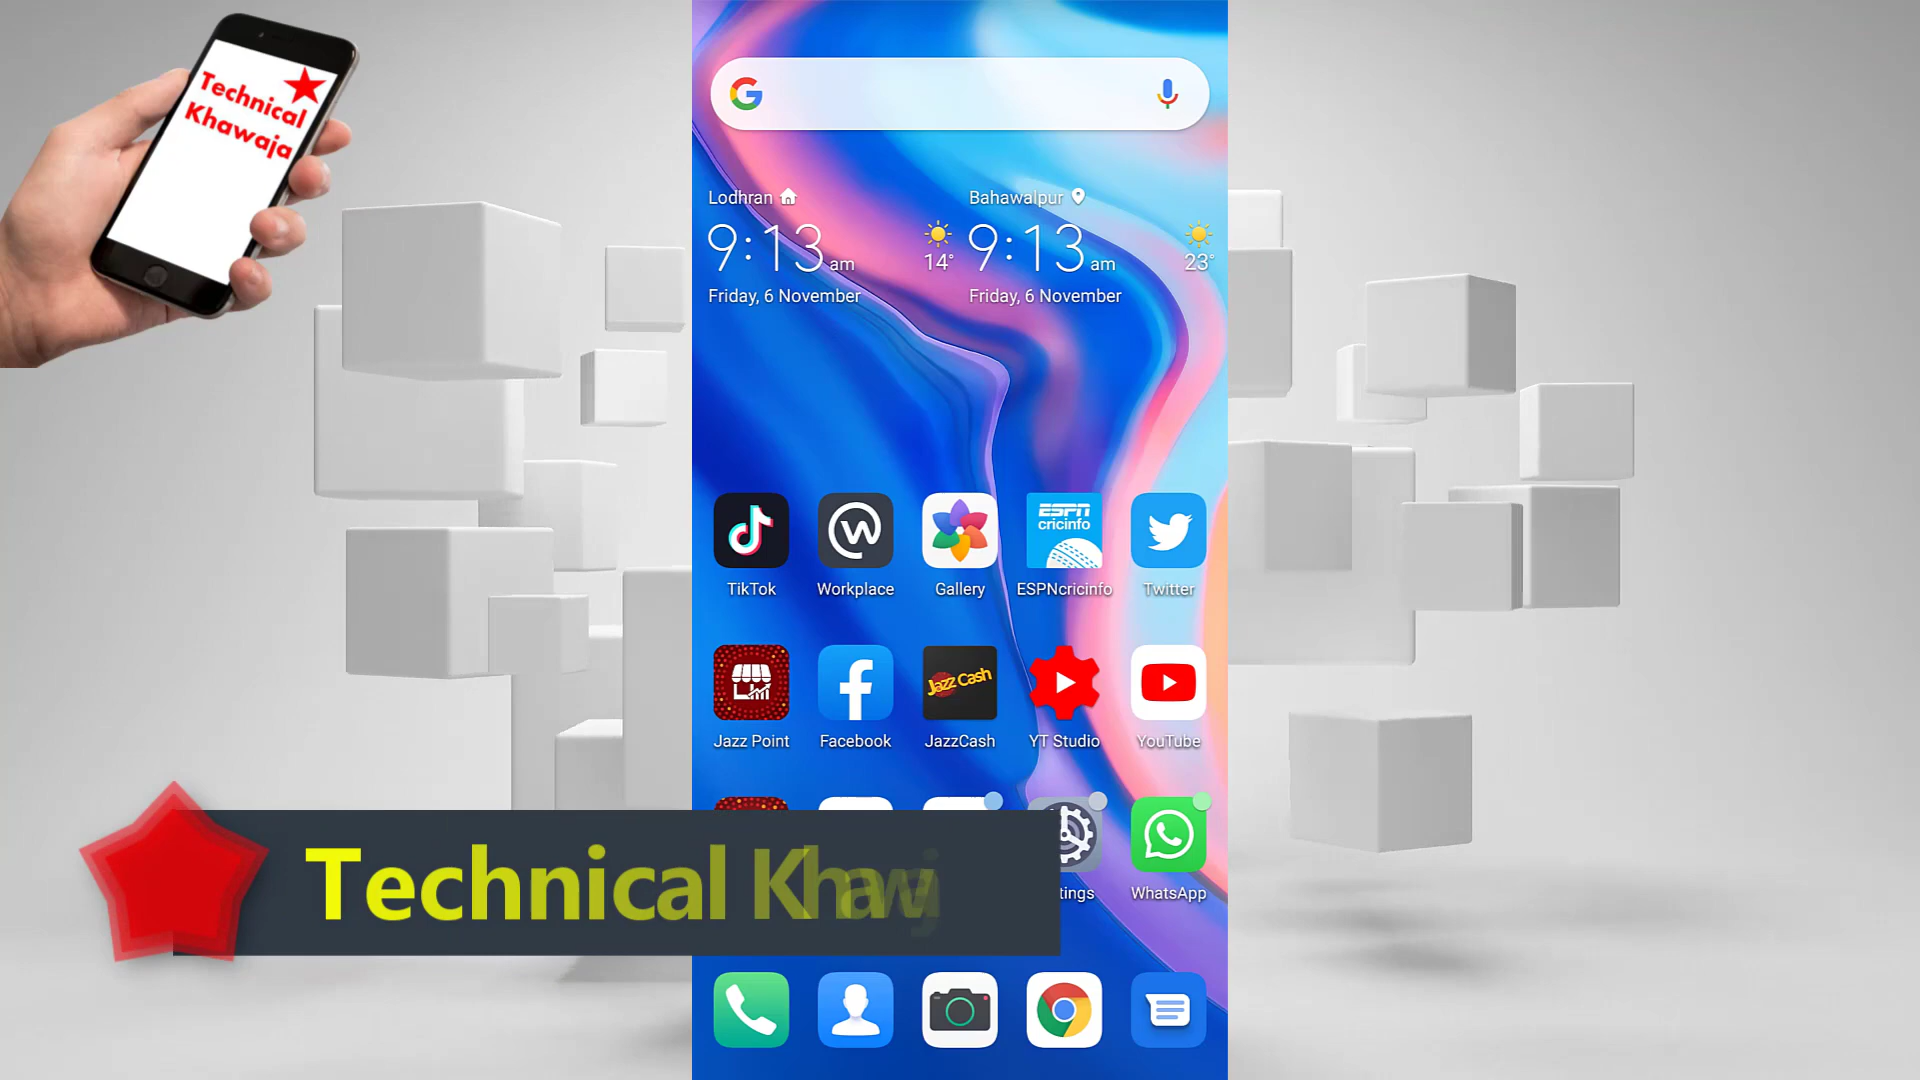 Technical
Khawaja
Lodhran
9:13 am
14°
Friday, 6 November
Bahawalpur
9:13 am
23°
Friday, 6 November
TikTok
Workplace
Gallery
ESPN
cricinfo
ESPNcricinfo
Twitter
Jazz Point
Facebook
Jazz Cash
JazzCash
YT Studio
YouTube
tings
WhatsApp
Technical Khawaj